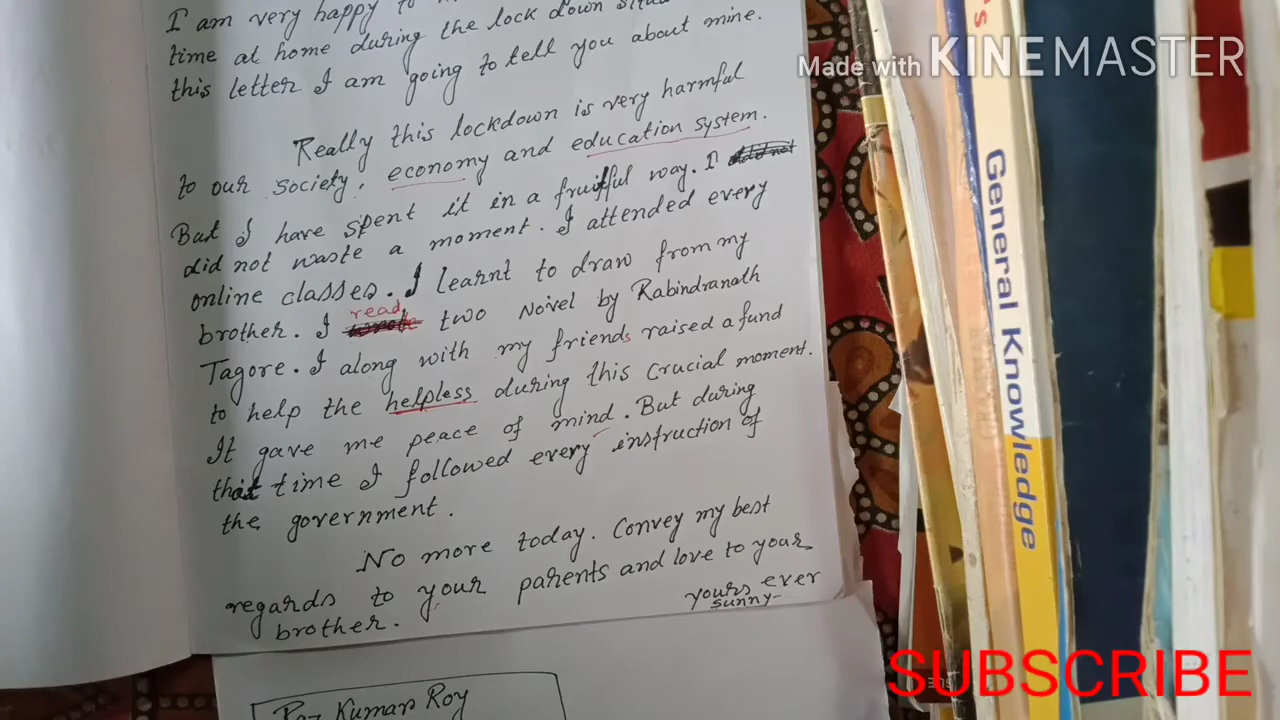 I am very happy to
time at home during the lock down
this letter I am going to tell you about mine.
Really this lockdown is very harmful
to our society, economy and education system.
But I have spent it in a fruitful way. I did not
did not waste a moment. I attended every
online classes. I learnt to draw from my
brother. I read two Novel by Rabindranath
Tagore. I along with my friends raised a fund
to help the helpless during this crucial moment.
It gave me peace of mind. But during
that time I followed every instruction of
the government.
No more today. Convey my best
regards to your parents and love to your
brother.
yours ever
sunny
Kumar Roy
Made with KINEMASTER
General Knowledge
SUBSCRIBE